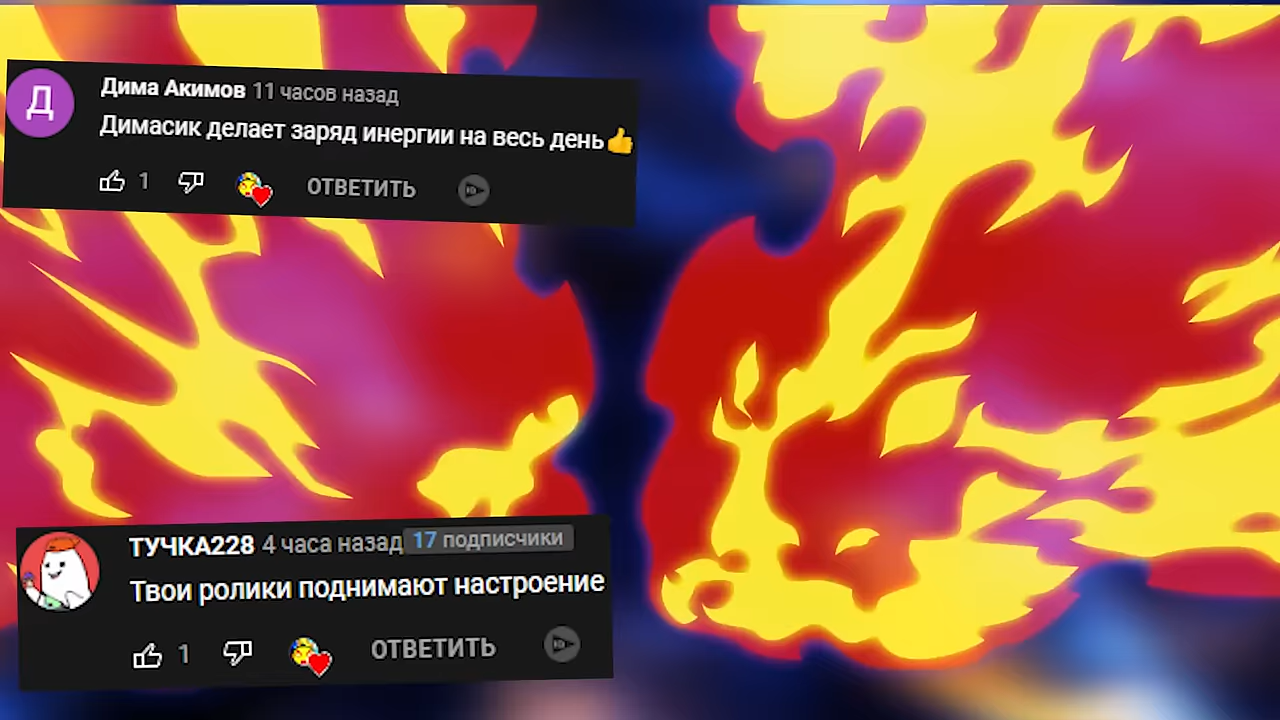 Д
Дима Акимов 11 часов назад
Димасик делает заряд инергии на весь день👍
1 ОТВЕТИТЬ
ТУЧКА228 4 часа назад 17 подписчики
Твои ролики поднимают настроение
1 ОТВЕТИТЬ